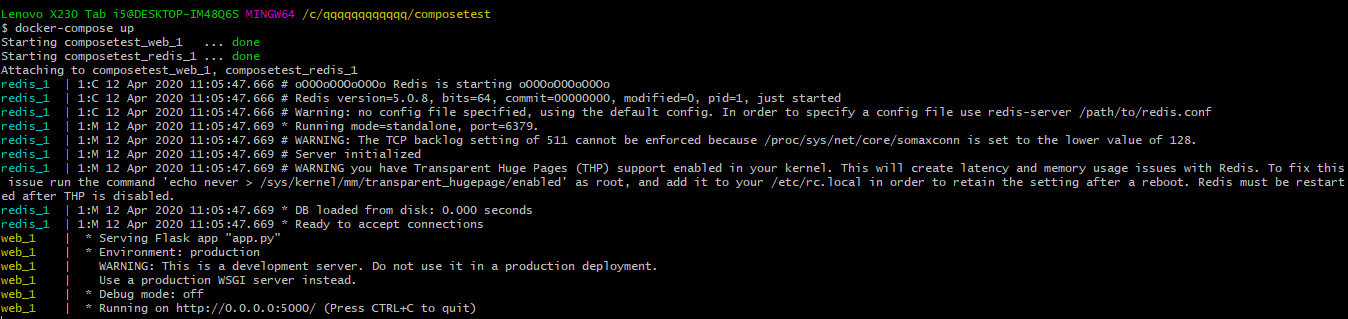 Lenovo X230 Tab i5@DESKTOP-IM48Q6S MINGW64 /c/qqqqqqqqqqqq/composetest
$ docker-compose up
Starting composetest_web_1   ... done
Starting composetest_redis_1 ... done
Attaching to composetest_web_1, composetest_redis_1
redis_1  | 1:C 12 Apr 2020 11:05:47.666 # oO0OoO0OoO0Oo Redis is starting oO0OoO0OoO0Oo
redis_1  | 1:C 12 Apr 2020 11:05:47.666 # Redis version=5.0.8, bits=64, commit=00000000, modified=0, pid=1, just started
redis_1  | 1:C 12 Apr 2020 11:05:47.666 # Warning: no config file specified, using the default config. In order to specify a config file use redis-server /path/to/redis.conf
redis_1  | 1:M 12 Apr 2020 11:05:47.669 * Running mode=standalone, port=6379.
redis_1  | 1:M 12 Apr 2020 11:05:47.669 # WARNING: The TCP backlog setting of 511 cannot be enforced because /proc/sys/net/core/somaxconn is set to the lower value of 128.
redis_1  | 1:M 12 Apr 2020 11:05:47.669 # Server initialized
redis_1  | 1:M 12 Apr 2020 11:05:47.669 # WARNING you have Transparent Huge Pages (THP) support enabled in your kernel. This will create latency and memory usage issues with Redis. To fix this
 issue run the command 'echo never > /sys/kernel/mm/transparent_hugepage/enabled' as root, and add it to your /etc/rc.local in order to retain the setting after a reboot. Redis must be restart
ed after THP is disabled.
redis_1  | 1:M 12 Apr 2020 11:05:47.669 * DB loaded from disk: 0.000 seconds
redis_1  | 1:M 12 Apr 2020 11:05:47.669 * Ready to accept connections
web_1    |  * Serving Flask app "app.py"
web_1    |  * Environment: production
web_1    |    WARNING: This is a development server. Do not use it in a production deployment.
web_1    |    Use a production WSGI server instead.
web_1    |  * Debug mode: off
web_1    |  * Running on http://0.0.0.0:5000/ (Press CTRL+C to quit)